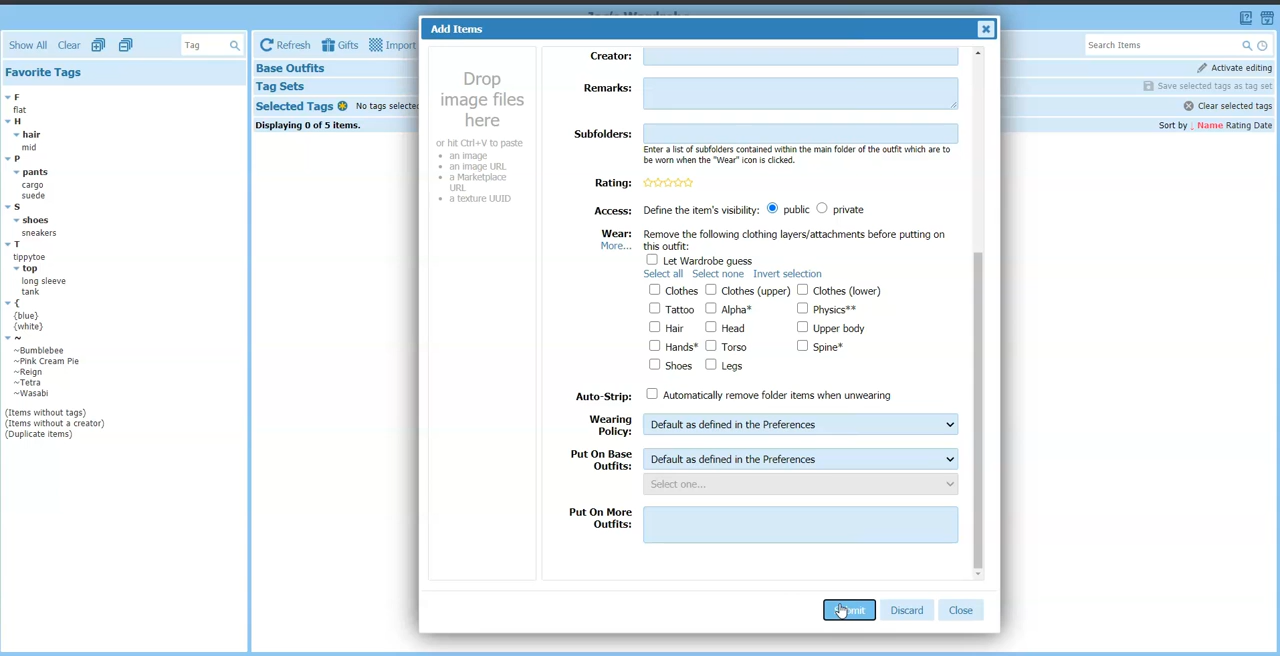 Add Items
Show All Clear Tag
Favorite Tags
F
flat
H
hair
mid
P
pants
cargo
suede
S
shoes
sneakers
T
tippytoe
top
long sleeve
tank
{
{blue}
{white}
~
~Bumblebee
~Pink Cream Pie
~Reign
~Tetra
~Wasabi
(Items without tags)
(Items without a creator)
(Duplicate items)
Refresh Gifts Import
Base Outfits
Tag Sets
Selected Tags No tags selected
Displaying 0 of 5 items.
Drop
image files
here
or hit Ctrl+V to paste
• an image
• an image URL
• a Marketplace
URL
• a texture UUID
Creator:
Remarks:
Subfolders:
Enter a list of subfolders contained within the main folder of the outfit which are to
be worn when the "Wear" icon is clicked.
Rating:
Access: Define the item's visibility: public private
Wear: Remove the following clothing layers/attachments before putting on
More... this outfit:
Let Wardrobe guess
Select all Select none Invert selection
Clothes Clothes (upper) Clothes (lower)
Tattoo Alpha* Physics**
Hair Head Upper body
Hands* Torso Spine*
Shoes Legs
Auto-Strip: Automatically remove folder items when unwearing
Wearing
Policy: Default as defined in the Preferences
Put On Base
Outfits: Default as defined in the Preferences
Select one...
Put On More
Outfits:
Submit Discard Close
Search Items
Activate editing
Save selected tags as tag set
Clear selected tags
Sort by ↓ Name Rating Date